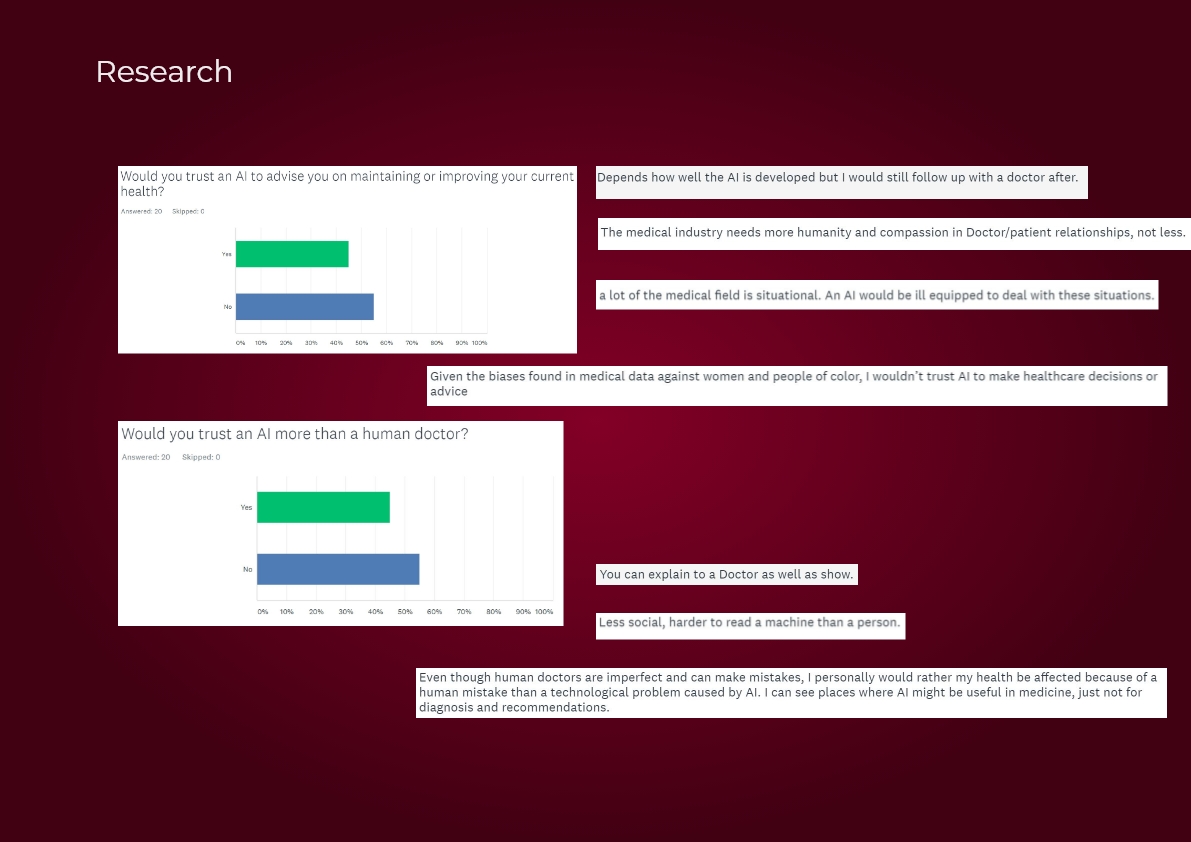 Research
Would you trust an AI to advise you on maintaining or improving your current
health?
Answered: 20 Skipped: 0
Yes
No
0% 10% 20% 30% 40% 50% 60% 70% 80% 90% 100%
Depends how well the AI is developed but I would still follow up with a doctor after.
The medical industry needs more humanity and compassion in Doctor/patient relationships, not less.
a lot of the medical field is situational. An AI would be ill equipped to deal with these situations.
Given the biases found in medical data against women and people of color, I wouldn't trust AI to make healthcare decisions or
advice
Would you trust an AI more than a human doctor?
Answered: 20 Skipped: 0
Yes
No
0% 10% 20% 30% 40% 50% 60% 70% 80% 90% 100%
You can explain to a Doctor as well as show.
Less social, harder to read a machine than a person.
Even though human doctors are imperfect and can make mistakes, I personally would rather my health be affected because of a
human mistake than a technological problem caused by AI. I can see places where AI might be useful in medicine, just not for
diagnosis and recommendations.